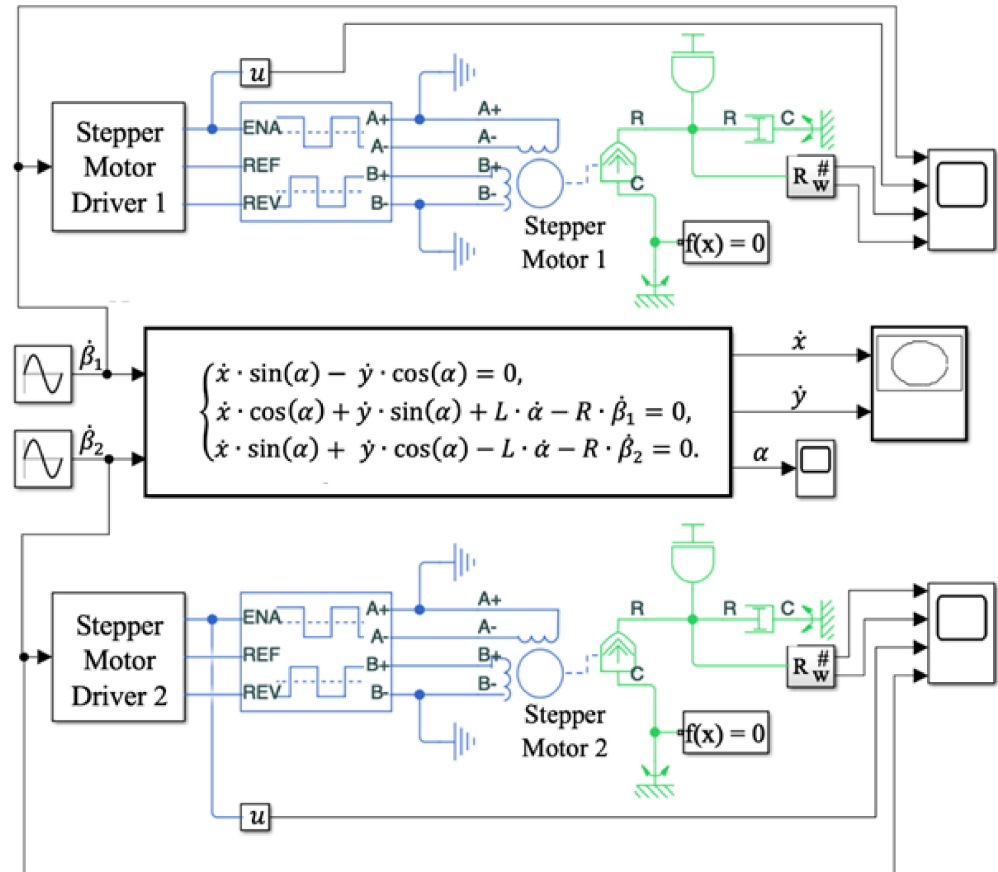 u
Stepper
Motor
Driver 1
ENA
REF
REV
A+
A-
B+
B-
A+
A-
B+
B-
Stepper
Motor 1
R
C
R
C
R # w
f(x) = 0
β̇₁
β̇₂
ẋ · sin(α) − ẏ · cos(α) = 0,
ẋ · cos(α) + ẏ · sin(α) + L · α̇ − R · β̇₁ = 0,
ẋ · sin(α) + ẏ · cos(α) − L · α̇ − R · β̇₂ = 0.
ẋ
ẏ
α
Stepper
Motor
Driver 2
ENA
REF
REV
A+
A-
B+
B-
A+
A-
B+
B-
Stepper
Motor 2
R
C
R
C
R # w
f(x) = 0
u